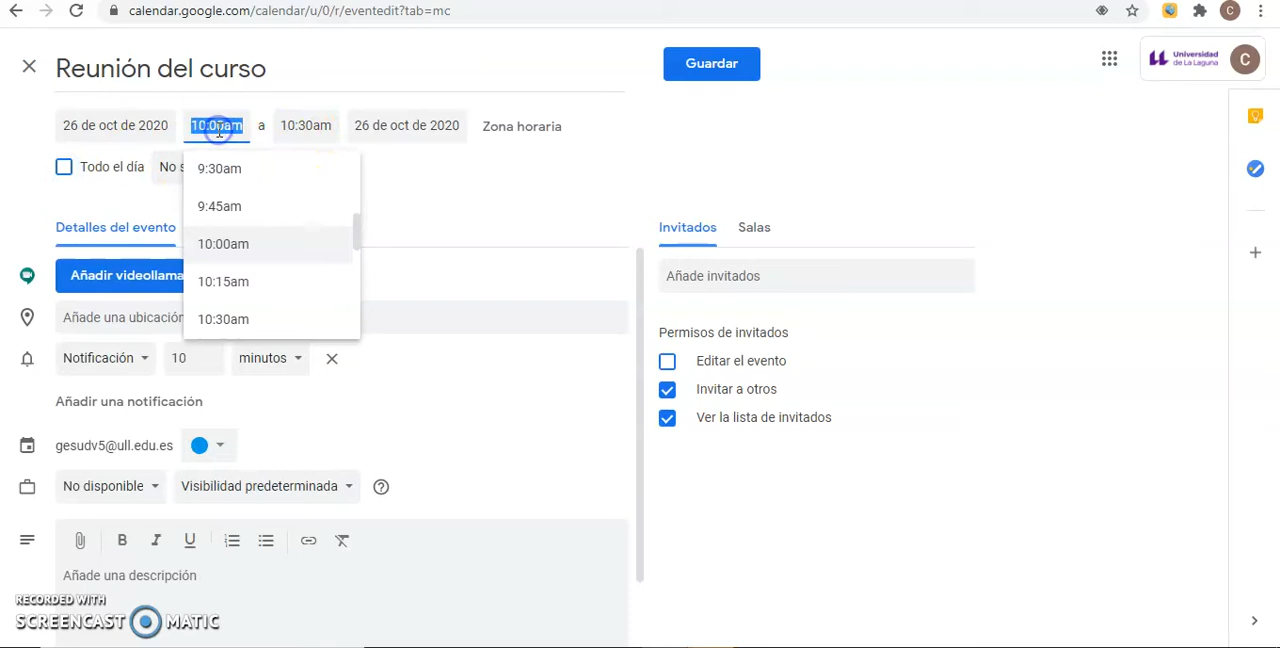 calendar.google.com/calendar/u/0/r/eventedit?tab=mc
C
Reunión del curso
Guardar
Universidad
de La Laguna
C
26 de oct de 2020
10:00am
a
10:30am
26 de oct de 2020
Zona horaria
Todo el día
No s
9:30am
9:45am
10:00am
10:15am
10:30am
Detalles del evento
Añadir videollama
Añade una ubicación
Notificación
10
minutos
Añadir una notificación
gesudv5@ull.edu.es
No disponible
Visibilidad predeterminada
B I U
Añade una descripción
Invitados
Salas
Añade invitados
Permisos de invitados
Editar el evento
Invitar a otros
Ver la lista de invitados
RECORDED WITH
SCREENCAST MATIC